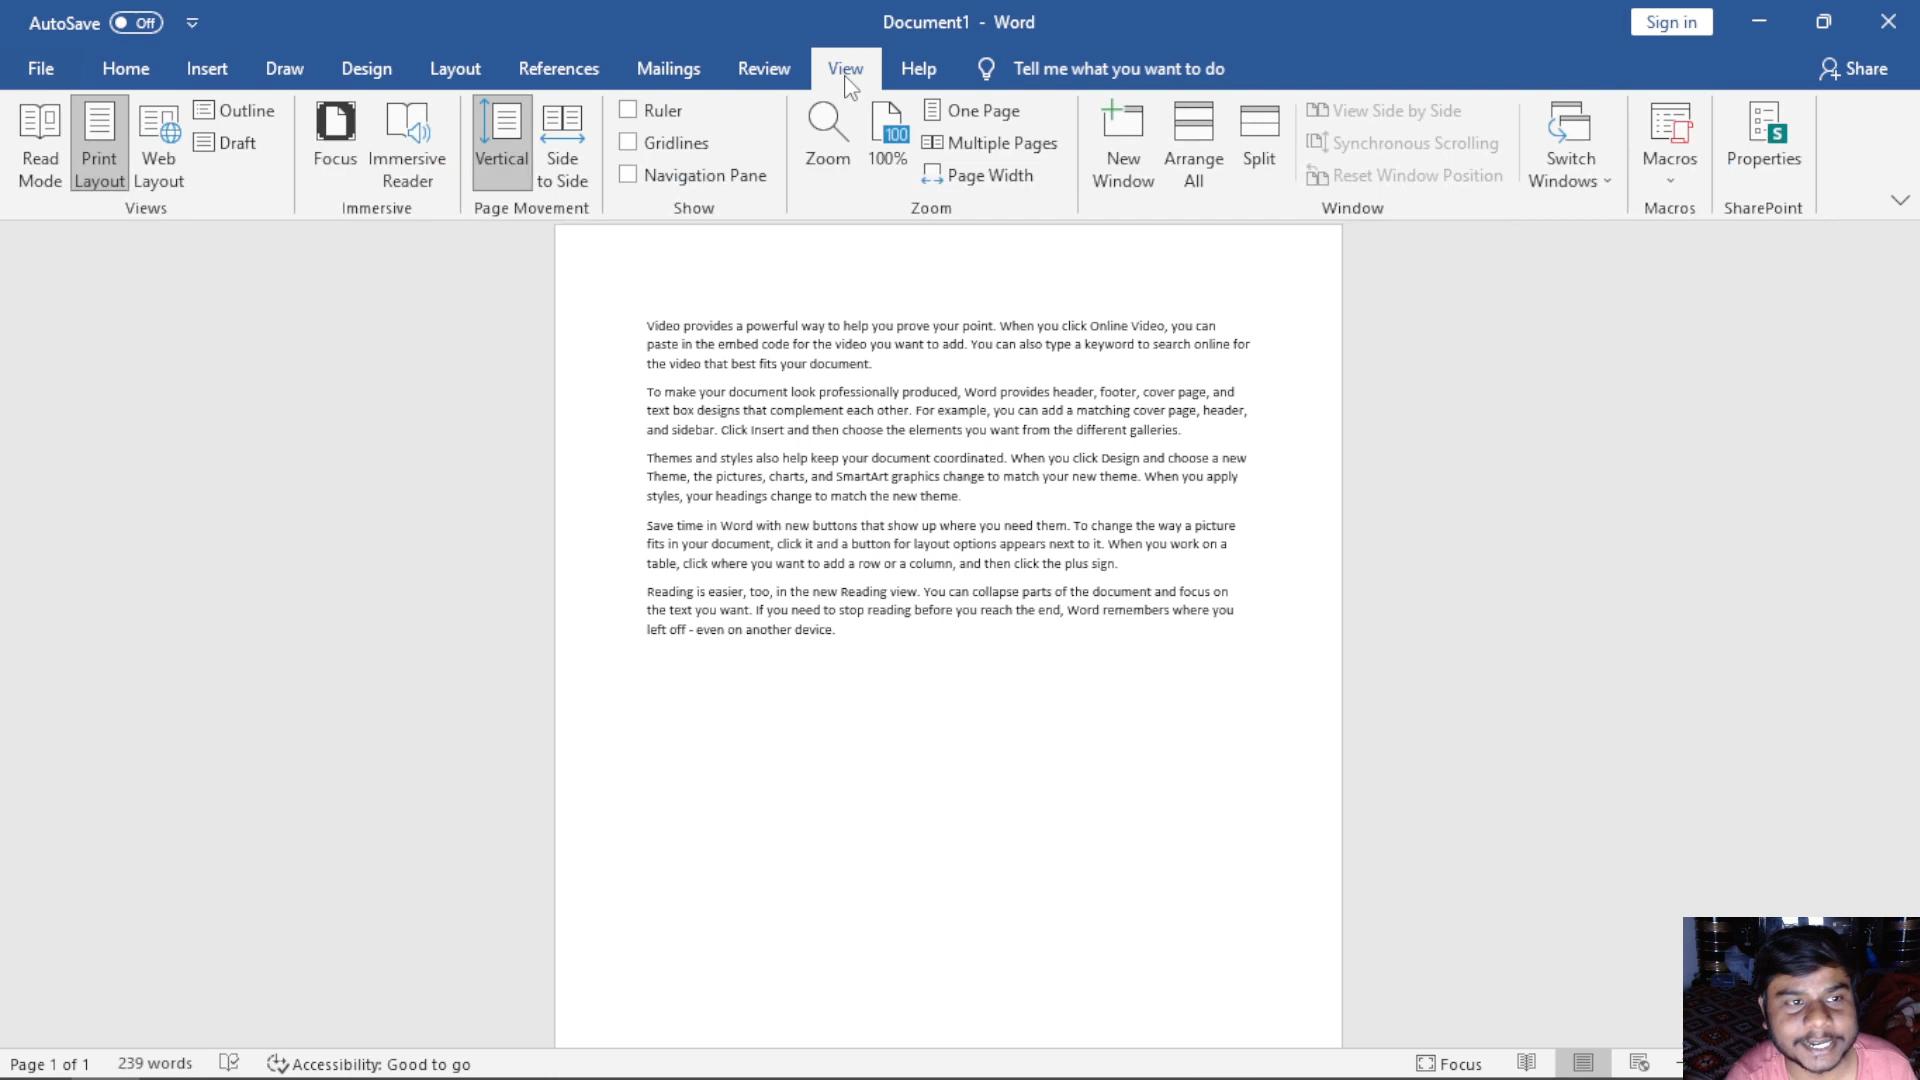 AutoSave Off Document1 - Word Sign in
File Home Insert Draw Design Layout References Mailings Review View Help Tell me what you want to do Share
Read Mode
Print Layout
Web Layout
Outline
Draft
Views
Focus
Immersive Reader
Immersive
Vertical
Side to Side
Page Movement
Ruler
Gridlines
Navigation Pane
Show
Zoom
100
100%
One Page
Multiple Pages
Page Width
Zoom
New Window
Arrange All
Split
View Side by Side
Synchronous Scrolling
Reset Window Position
Switch Windows
Window
Macros
Macros
S
Properties
SharePoint
Video provides a powerful way to help you prove your point. When you click Online Video, you can
paste in the embed code for the video you want to add. You can also type a keyword to search online for
the video that best fits your document.
To make your document look professionally produced, Word provides header, footer, cover page, and
text box designs that complement each other. For example, you can add a matching cover page, header,
and sidebar. Click Insert and then choose the elements you want from the different galleries.
Themes and styles also help keep your document coordinated. When you click Design and choose a new
Theme, the pictures, charts, and SmartArt graphics change to match your new theme. When you apply
styles, your headings change to match the new theme.
Save time in Word with new buttons that show up where you need them. To change the way a picture
fits in your document, click it and a button for layout options appears next to it. When you work on a
table, click where you want to add a row or a column, and then click the plus sign.
Reading is easier, too, in the new Reading view. You can collapse parts of the document and focus on
the text you want. If you need to stop reading before you reach the end, Word remembers where you
left off - even on another device.
Page 1 of 1 239 words Accessibility: Good to go Focus